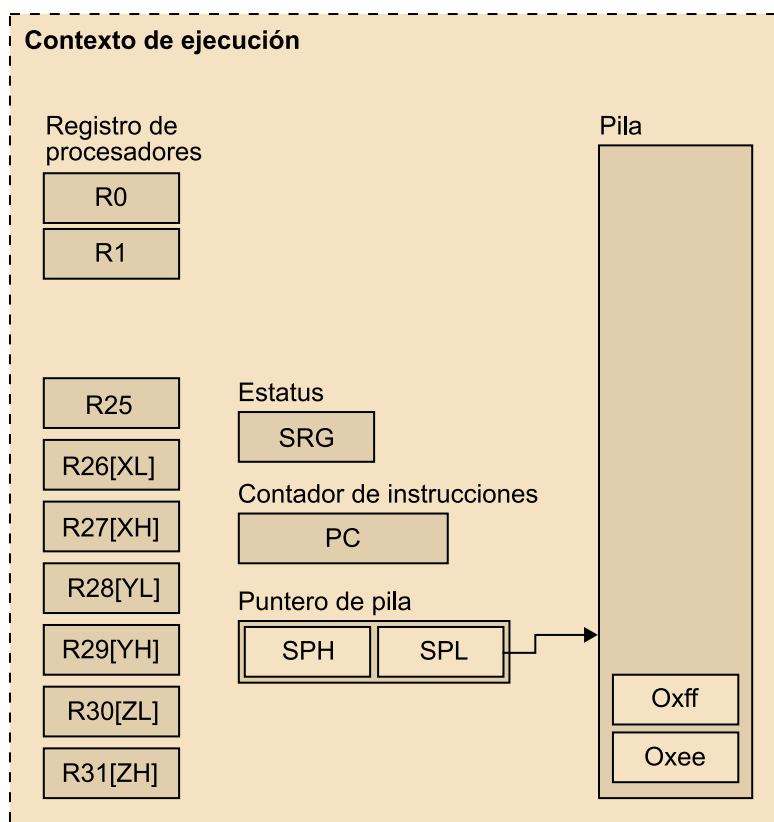 Contexto de ejecución
Registro de
procesadores
R0
R1
R25
R26[XL]
R27[XH]
R28[YL]
R29[YH]
R30[ZL]
R31[ZH]
Estatus
SRG
Contador de instrucciones
PC
Puntero de pila
SPH
SPL
Pila
Oxff
Oxee